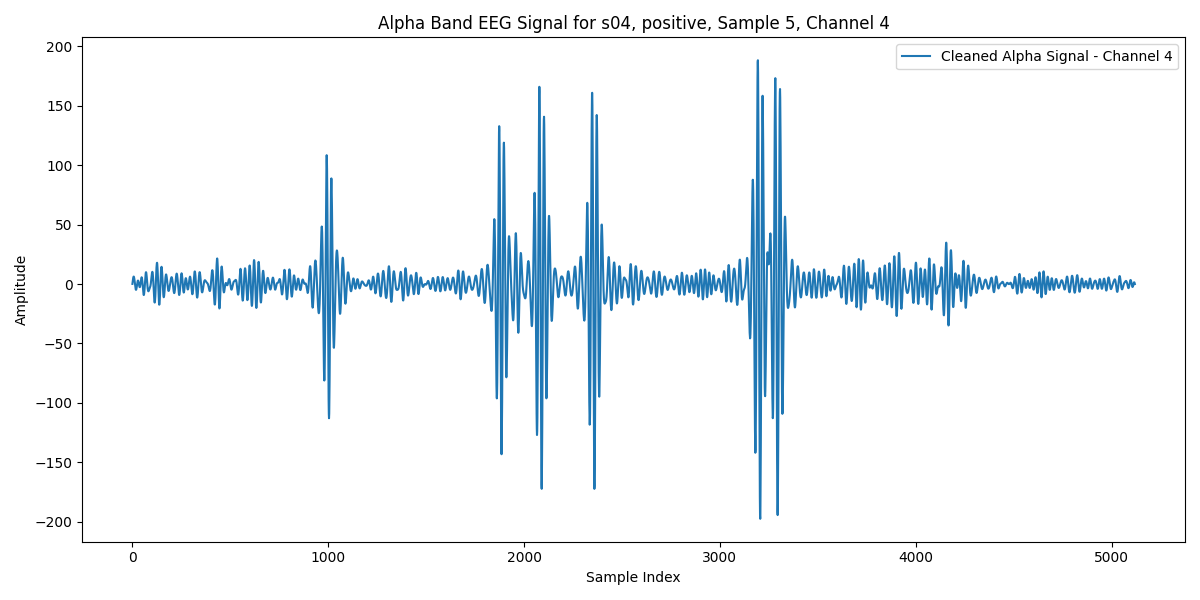 Alpha Band EEG Signal for s04, positive, Sample 5, Channel 4
Cleaned Alpha Signal - Channel 4
Amplitude
200
150
100
50
0
−50
−100
−150
−200
0 1000 2000 3000 4000 5000
Sample Index